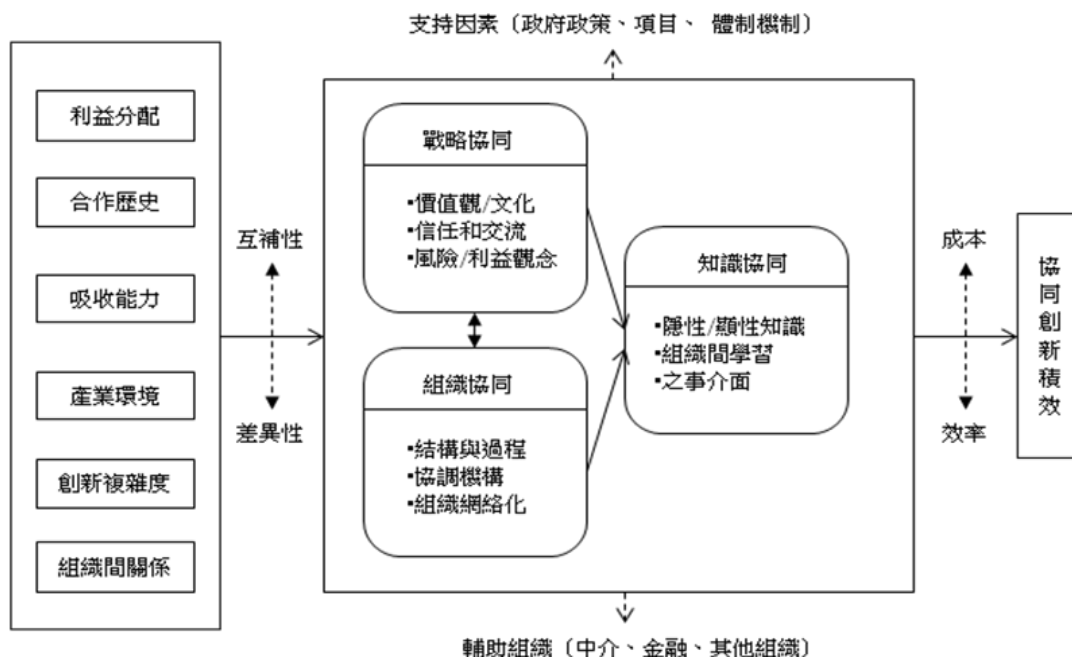 支持因素〔政府政策、項目、 體制機制〕
利益分配
合作歷史
吸收能力
產業環境
創新複雜度
組織間關係
互補性
差異性
戰略協同
▪價值觀/文化
▪信任和交流
▪風險/利益觀念
組織協同
▪結構與過程
▪協調機構
▪組織網絡化
知識協同
▪隱性/顯性知識
▪組織間學習
▪之事介面
成本
效率
協同創新積效
輔助組織〔中介、金融、其他組織〕